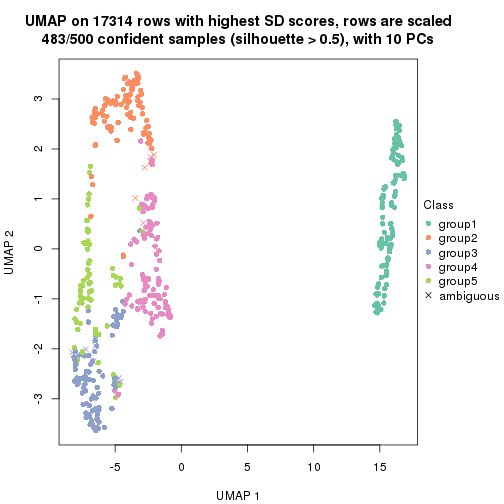 UMAP on 17314 rows with highest SD scores, rows are scaled
483/500 confident samples (silhouette > 0.5), with 10 PCs
3
2
1
0
-1
-2
-3
UMAP 2
-5
0
5
10
15
UMAP 1
Class
group1
group2
group3
group4
group5
ambiguous